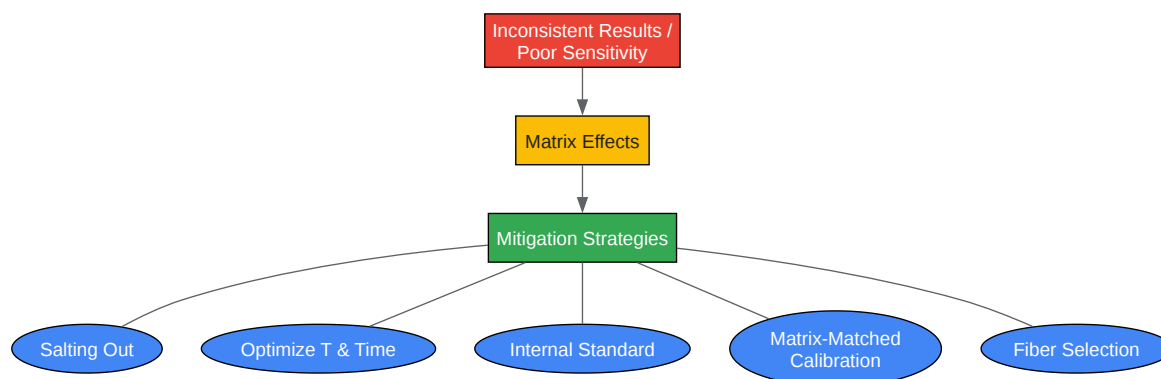 Inconsistent Results /
Poor Sensitivity
Matrix Effects
Mitigation Strategies
Salting Out
Optimize T & Time
Internal Standard
Matrix-Matched
Calibration
Fiber Selection